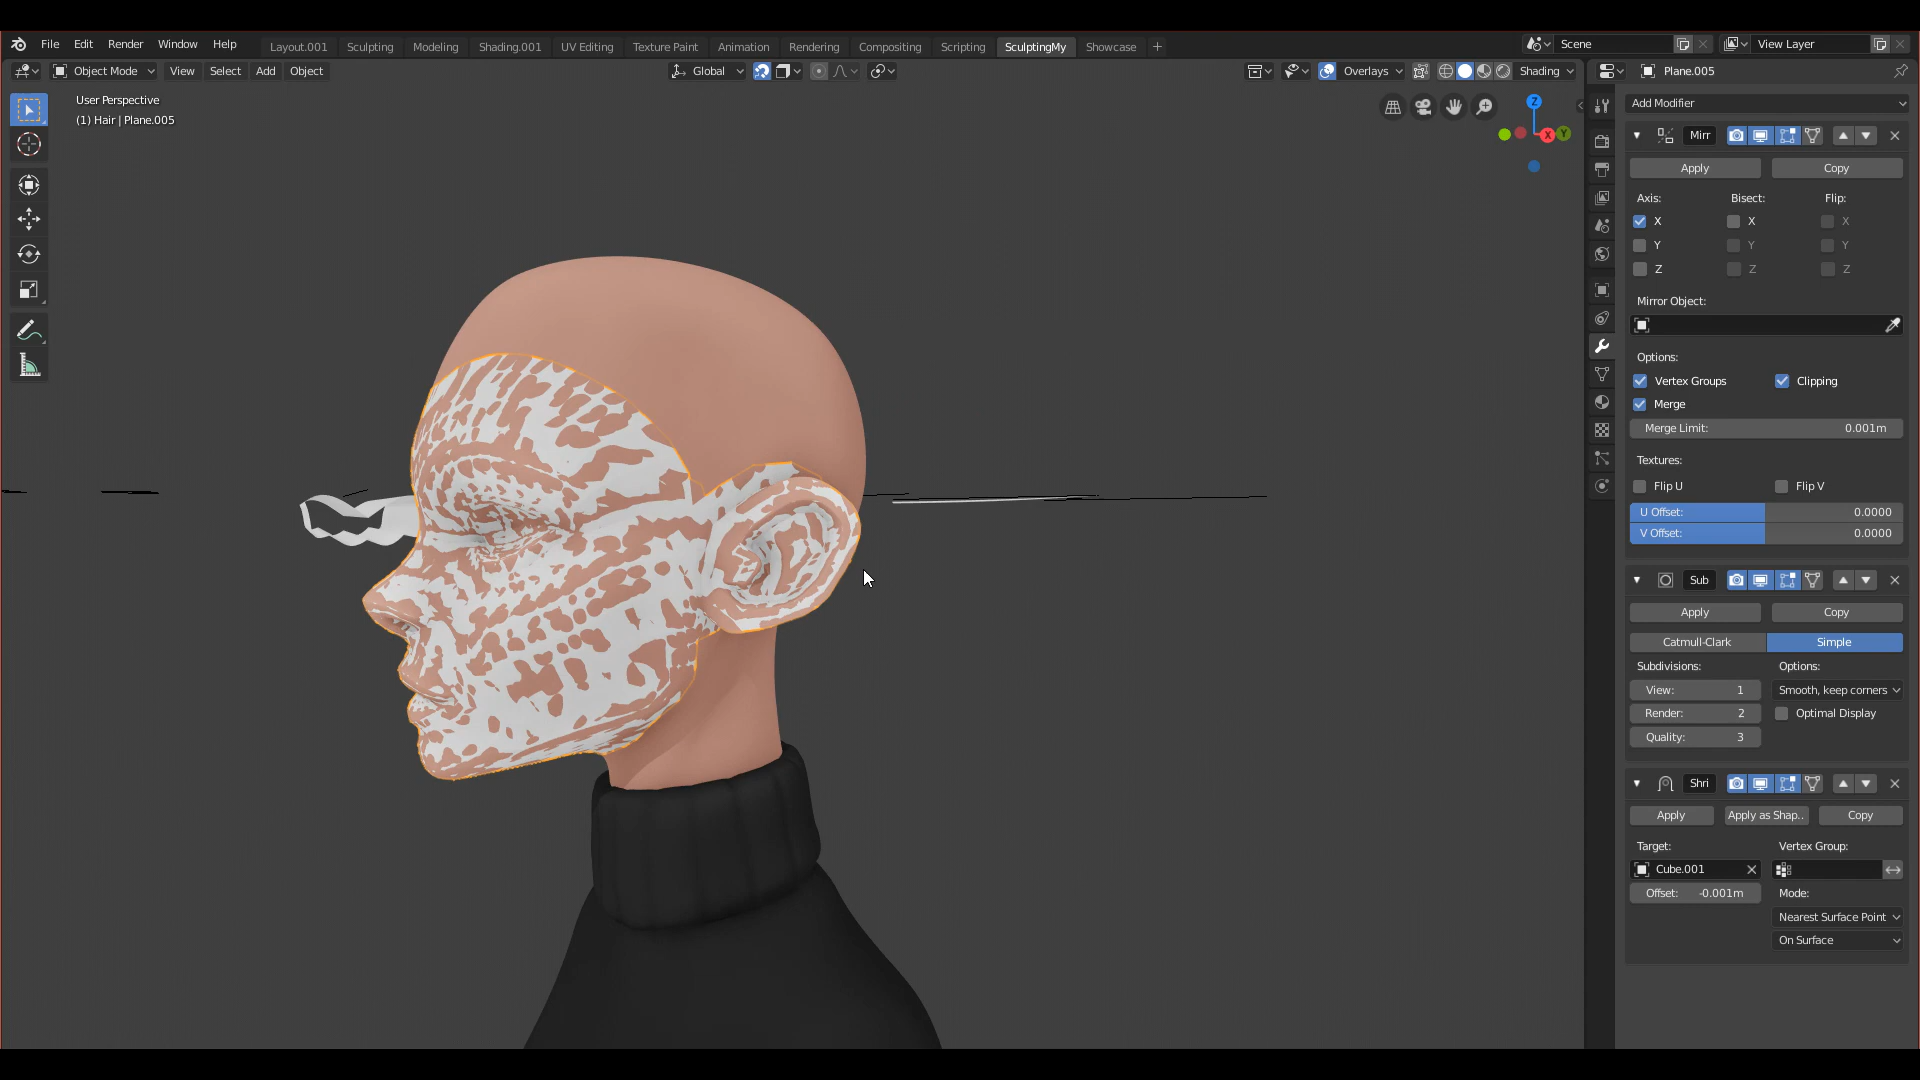 File Edit Render Window Help Layout.001 Sculpting Modeling Shading.001 UV Editing Texture Paint Animation Rendering Compositing Scripting SculptingMy Showcase + Scene View Layer
Object Mode View Select Add Object Global Overlays Shading Plane.005
User Perspective
(1) Hair | Plane.005
Z
X
Y
Add Modifier
Mirr
Apply Copy
Axis: Bisect: Flip:
X X X
Y Y Y
Z Z Z
Mirror Object:
Options:
Vertex Groups Clipping
Merge
Merge Limit: 0.001m
Textures:
Flip U Flip V
U Offset: 0.0000
V Offset: 0.0000
Sub
Apply Copy
Catmull-Clark Simple
Subdivisions: Options:
View: 1 Smooth, keep corners
Render: 2 Optimal Display
Quality: 3
Shri
Apply Apply as Shap.. Copy
Target: Vertex Group:
Cube.001
Offset: -0.001m Mode:
Nearest Surface Point
On Surface